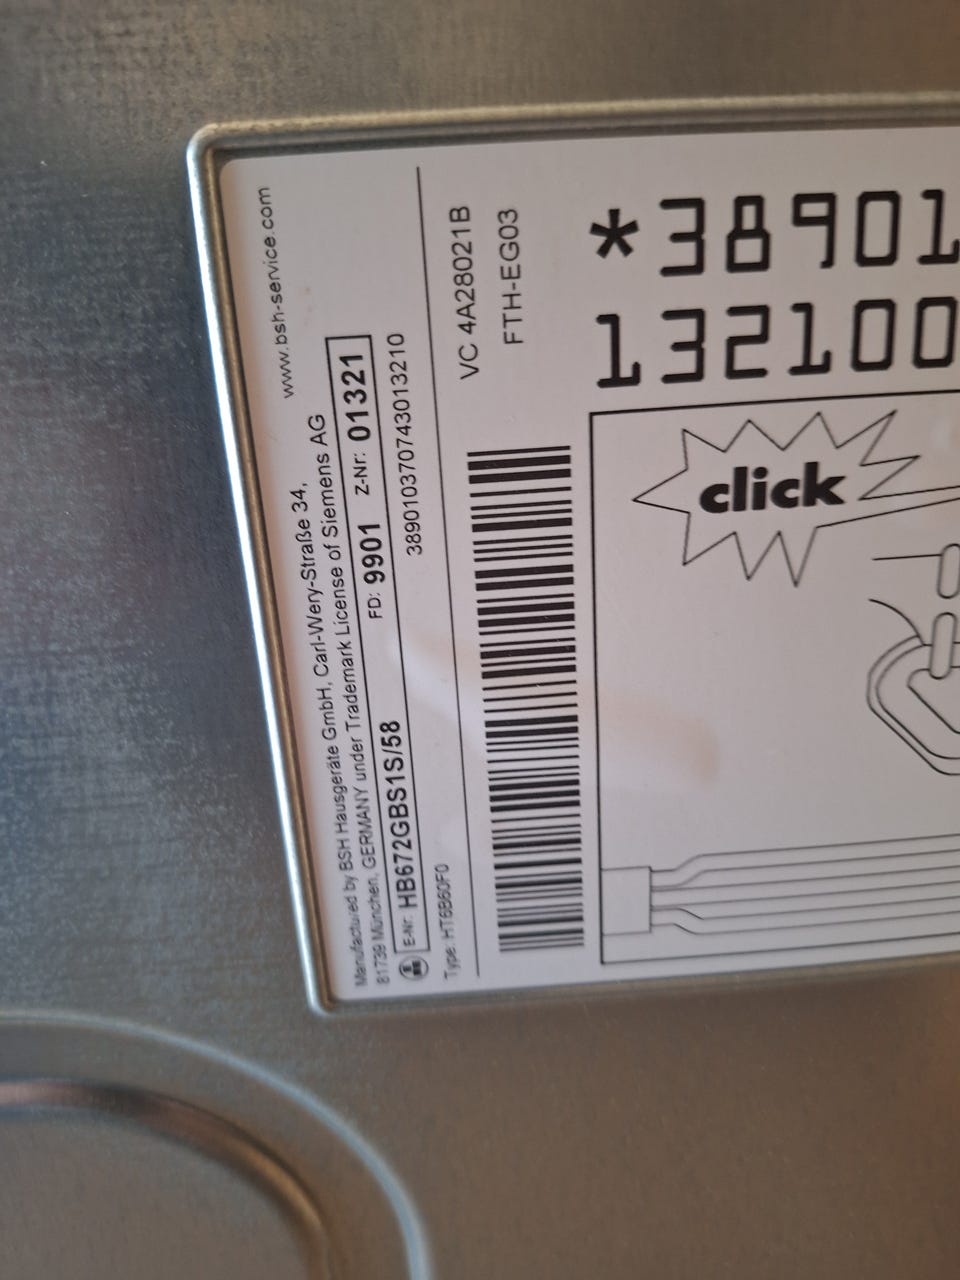 www.bsh-service.com
Manufactured by BSH Hausgeräte GmbH, Carl-Wery-Straße 34,
81739 München, GERMANY under Trademark License of Siemens AG
E-Nr: HB672GBS1S/58 FD: 9901 Z-Nr: 01321
Type: HT6B60F0 389010370743013210
VC 4A28021B
FTH-EG03
*38901
132100
click